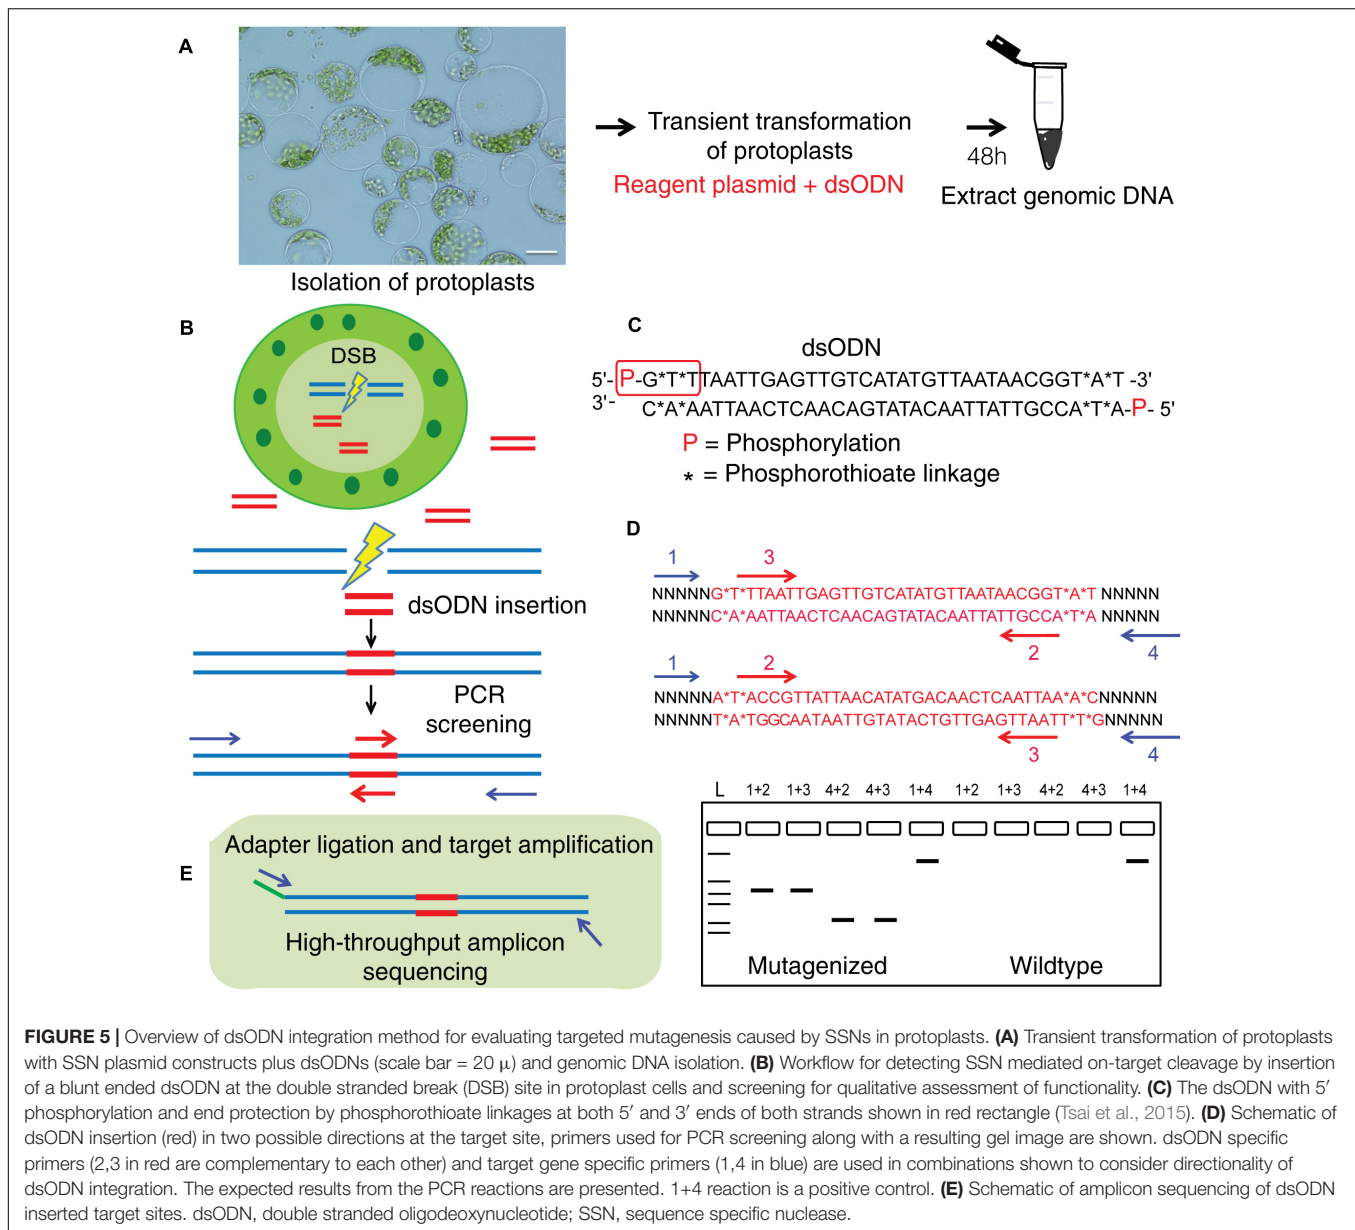 A
Transient transformation
of protoplasts
Reagent plasmid + dsODN
48h
Extract genomic DNA
Isolation of protoplasts
B
DSB
dsODN insertion
PCR
screening
C
dsODN
5'- P-G*T*TTAATTGAGTTGTCATATGTTAATAACGGT*A*T -3'
3'- C*A*AATTAACTCAACAGTATACAATTATTGCCA*T*A-P- 5'
P = Phosphorylation
* = Phosphorothioate linkage
D
1 3
NNNNNG*T*TTAATTGAGTTGTCATATGTTAATAACGGT*A*T NNNNN
NNNNNC*A*AATTAACTCAACAGTATACAATTATTGCCA*T*A NNNNN
2 4
1 2
NNNNNA*T*ACCGTTATTAACATATGACAACTCAATTAA*A*CNNNNN
NNNNNT*A*TGGCAATAATTGTATACTGTTGAGTTAATT*T*GNNNNN
3 4
L 1+2 1+3 4+2 4+3 1+4 1+2 1+3 4+2 4+3 1+4
Mutagenized Wildtype
E
Adapter ligation and target amplification
High-throughput amplicon
sequencing
FIGURE 5 | Overview of dsODN integration method for evaluating targeted mutagenesis caused by SSNs in protoplasts. (A) Transient transformation of protoplasts
with SSN plasmid constructs plus dsODNs (scale bar = 20 μ) and genomic DNA isolation. (B) Workflow for detecting SSN mediated on-target cleavage by insertion
of a blunt ended dsODN at the double stranded break (DSB) site in protoplast cells and screening for qualitative assessment of functionality. (C) The dsODN with 5′
phosphorylation and end protection by phosphorothioate linkages at both 5′ and 3′ ends of both strands shown in red rectangle (Tsai et al., 2015). (D) Schematic of
dsODN insertion (red) in two possible directions at the target site, primers used for PCR screening along with a resulting gel image are shown. dsODN specific
primers (2,3 in red are complementary to each other) and target gene specific primers (1,4 in blue) are used in combinations shown to consider directionality of
dsODN integration. The expected results from the PCR reactions are presented. 1+4 reaction is a positive control. (E) Schematic of amplicon sequencing of dsODN
inserted target sites. dsODN, double stranded oligodeoxynucleotide; SSN, sequence specific nuclease.